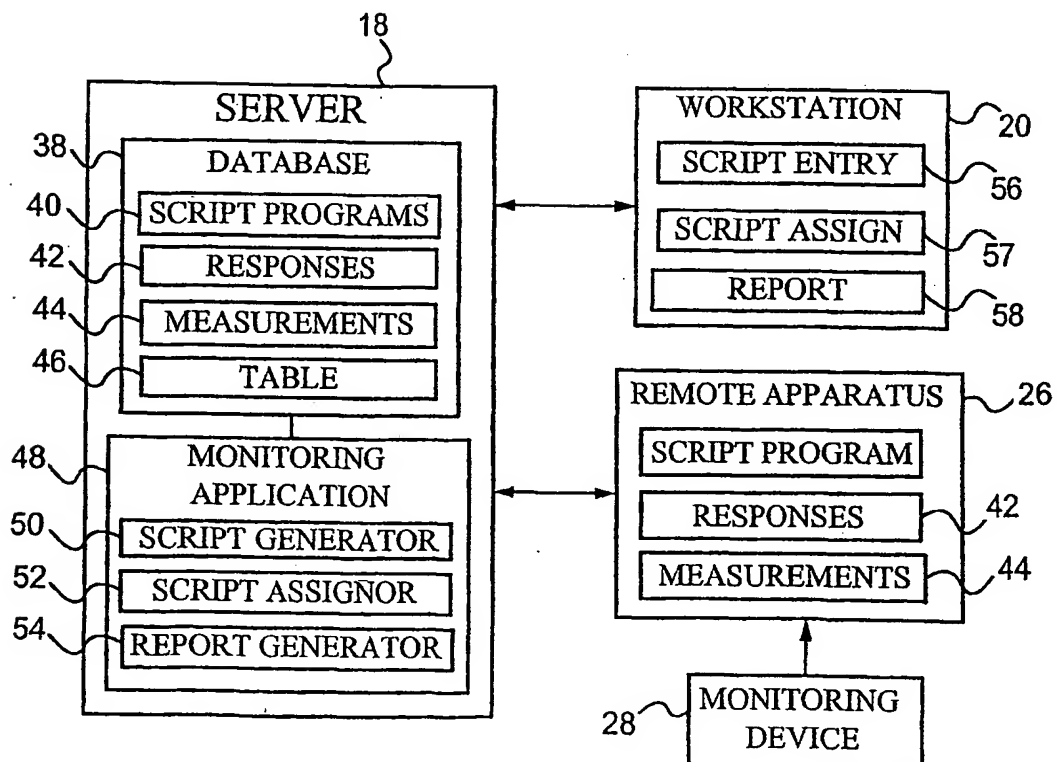 18
SERVER
38
DATABASE
40
SCRIPT PROGRAMS
42
RESPONSES
44
MEASUREMENTS
46
TABLE
48
MONITORING
APPLICATION
50
SCRIPT GENERATOR
52
SCRIPT ASSIGNOR
54
REPORT GENERATOR
WORKSTATION
20
SCRIPT ENTRY
56
SCRIPT ASSIGN
57
REPORT
58
REMOTE APPARATUS
26
SCRIPT PROGRAM
RESPONSES
42
MEASUREMENTS
44
28
MONITORING
DEVICE